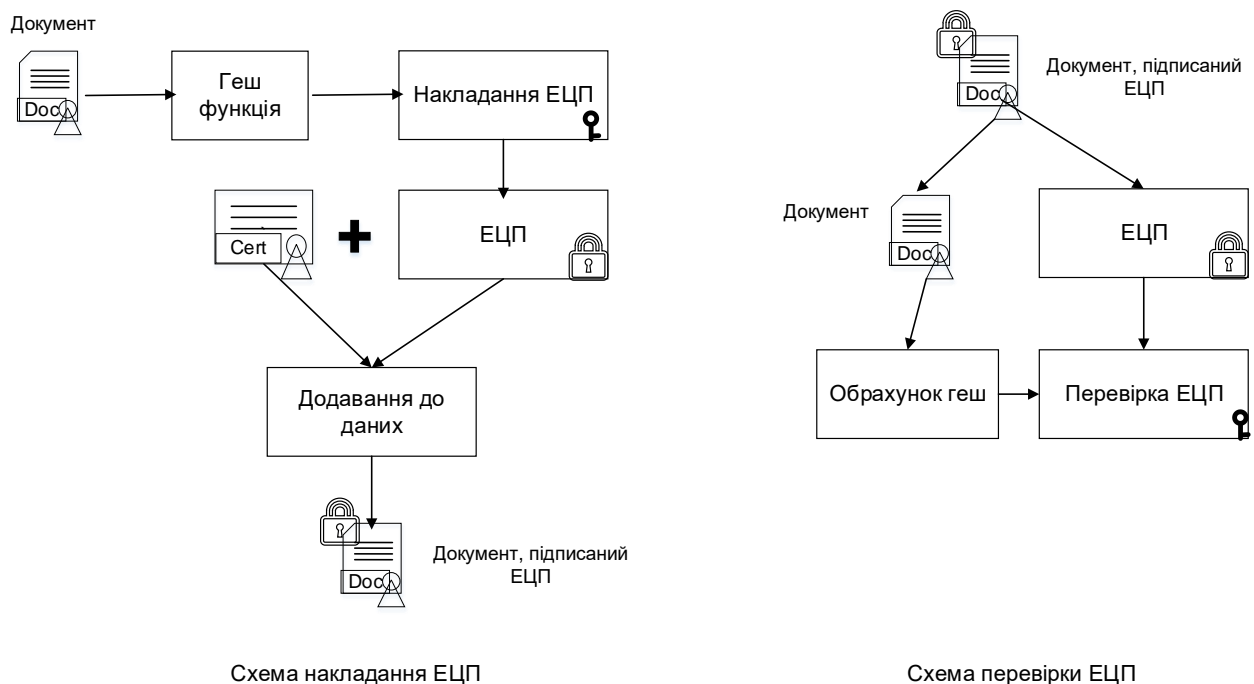 Документ
Doc
Геш
функція
Накладання ЕЦП
Cert
ЕЦП
Додавання до
даних
Doc
Документ, підписаний
ЕЦП
Схема накладання ЕЦП
Doc
Документ, підписаний
ЕЦП
Документ
Doc
ЕЦП
Обрахунок геш
Перевірка ЕЦП
Схема перевірки ЕЦП